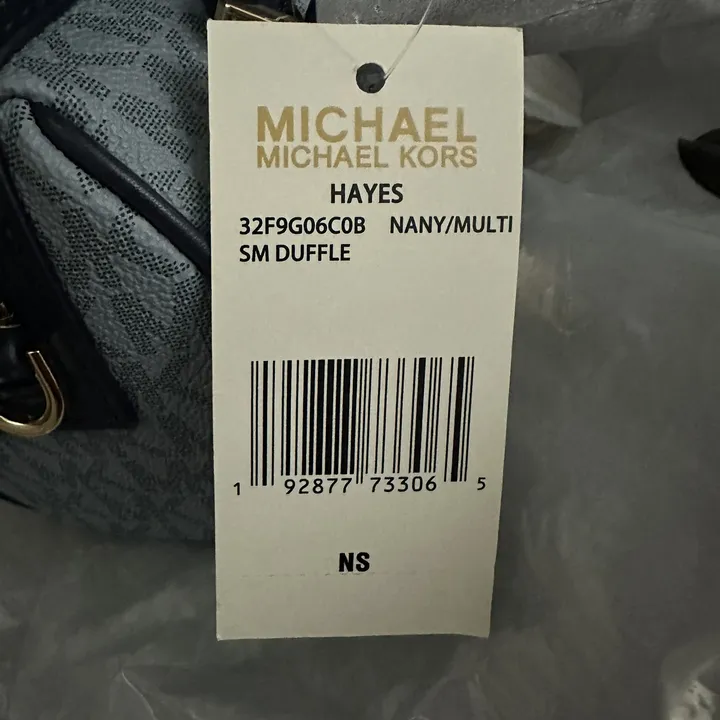 MICHAEL
MICHAEL KORS
HAYES
32F9G06C0B NANY/MULTI
SM DUFFLE
1 92877 73306 5
NS